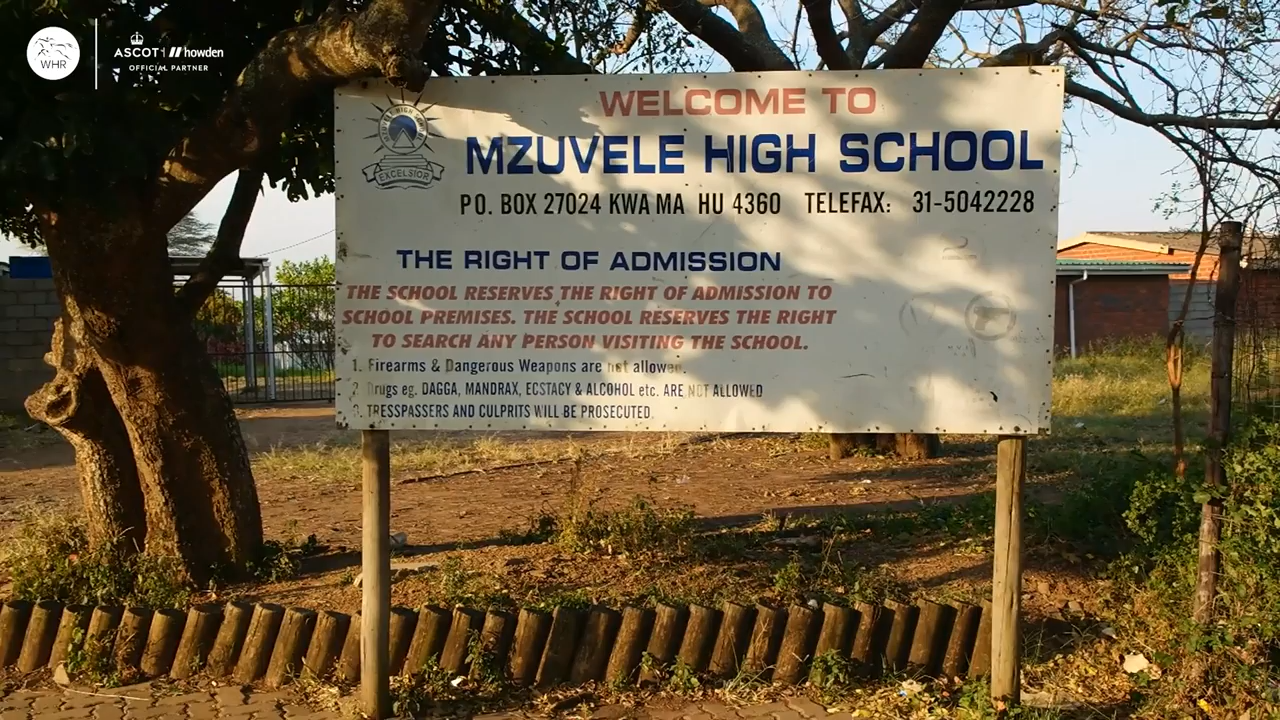 WHR
ASCOT | howden
OFFICIAL PARTNER
WELCOME TO
MZUVELE HIGH SCHOOL
EXCELSIOR
P.O. BOX 27024 KWA MA HU 4360 TELEFAX: 31-5042228
THE RIGHT OF ADMISSION
THE SCHOOL RESERVES THE RIGHT OF ADMISSION TO
SCHOOL PREMISES. THE SCHOOL RESERVES THE RIGHT
TO SEARCH ANY PERSON VISITING THE SCHOOL.
1. Firearms & Dangerous Weapons are not allowed.
2. Drugs eg. DAGGA, MANDRAX, ECSTACY & ALCOHOL etc. ARE NOT ALLOWED
3. TRESSPASSERS AND CULPRITS WILL BE PROSECUTED.